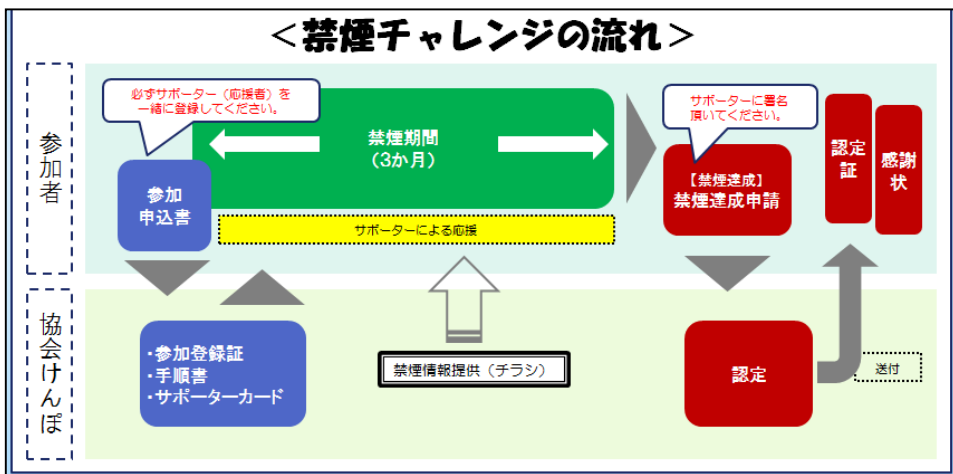 ＜禁煙チャレンジの流れ＞
参加者
必ずサポーター（応援者）を
一緒に登録してください。
禁煙期間
（3か月）
サポーターに署名
頂いてください。
参加
申込書
【禁煙達成】
禁煙達成申請
認定
証
感謝
状
サポーターによる応援
協会けんぽ
・参加登録証
・手順書
・サポーターカード
禁煙情報提供（チラシ）
認定
送付